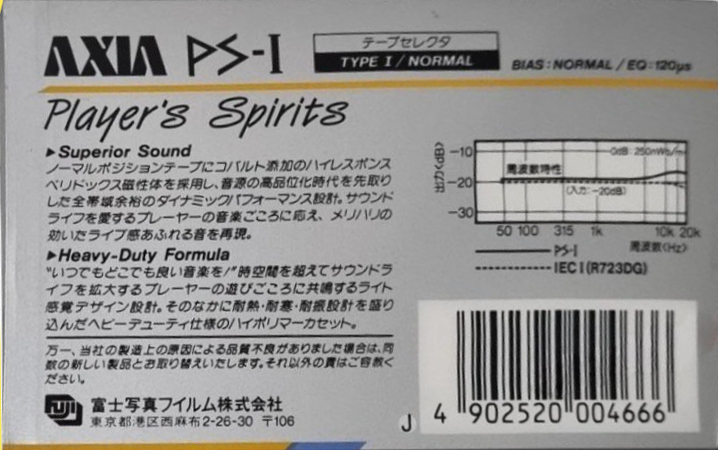 AXIA PS-I
テープセレクタ
TYPE I / NORMAL
BIAS : NORMAL / EQ : 120μs
Player's Spirits
▶Superior Sound
ノーマルポジションテープにコバルト添加のハイレスポンス
ベリドックス磁性体を採用し、音源の高品位化時代を先取り
した全帯域余裕のダイナミックパフォーマンス設計。サウンド
ライフを愛するプレーヤーの音楽ごころに応え、メリハリの
効いたライブ感あふれる音を再現。
▶Heavy-Duty Formula
"いつでもどこでも良い音楽を!"時空間を超えてサウンドラ
イフを拡大するプレーヤーの遊びごころに共鳴するライト
感覚デザイン設計。そのなかに耐熱・耐寒・耐振設計を盛り
込んだヘビーデューティ仕様のハイポリマーカセット。
万一、当社の製造上の原因による品質不良がありました場合は、同
数の新しい製品とお取り替えいたします。それ以外の責はご容赦く
ださい。
FUJI 富士写真フイルム株式会社
東京都港区西麻布2-26-30 〒106
出力<dB>
-10
-20
-30
0dB : 250nWb/m
周波数特性
(入力: -20dB)
50 100 315 1k 10k 20k
周波数<Hz>
PS-I
IEC I (R723DG)
J
4 902520 004666